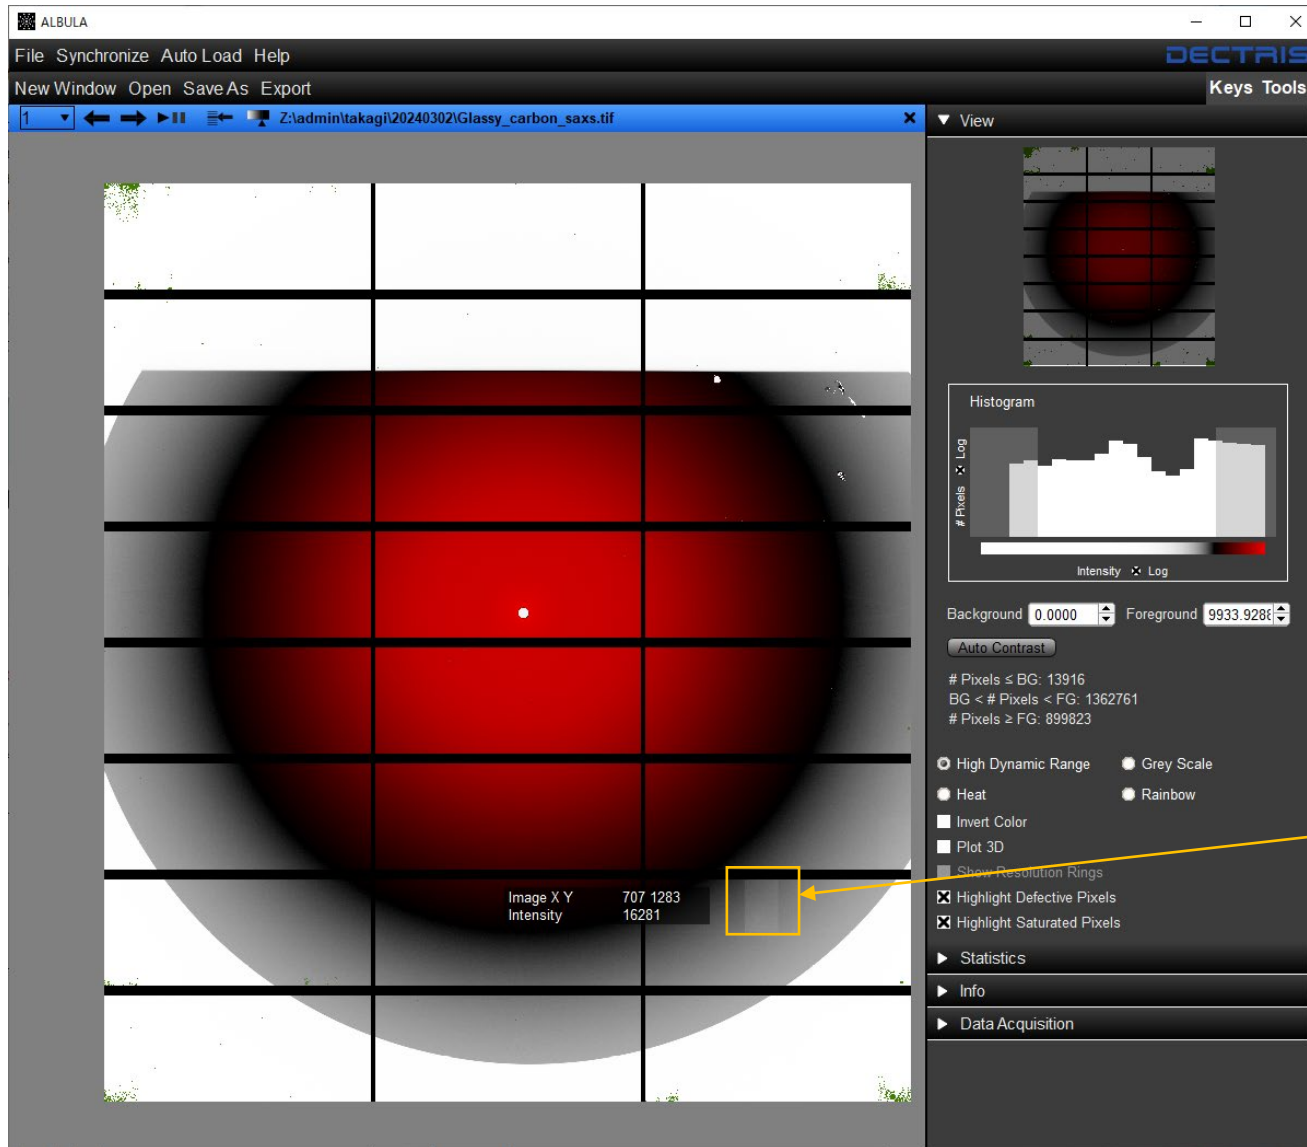 ALBULA
File Synchronize Auto Load Help
DECTRIS
New Window Open Save As Export
Keys Tools
1
Z:\admin\takagi\20240302\Glassy_carbon_saxs.tif
View
Histogram
# Pixels Log
Intensity Log
Background 0.0000 Foreground 9933.928
Auto Contrast
# Pixels ≤ BG: 13916
BG < # Pixels < FG: 1362761
# Pixels ≥ FG: 899823
High Dynamic Range Grey Scale
Heat Rainbow
Invert Color
Plot 3D
Show Resolution Rings
Highlight Defective Pixels
Highlight Saturated Pixels
Image X Y 707 1283
Intensity 16281
Statistics
Info
Data Acquisition